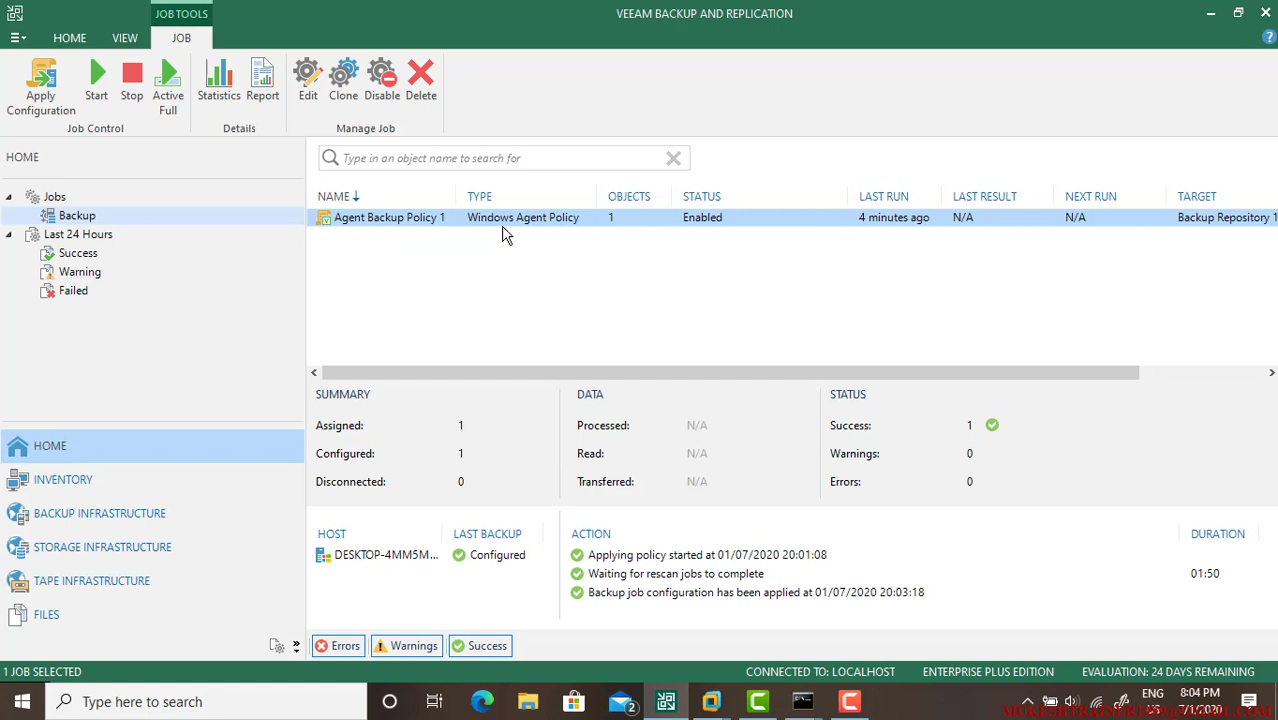 JOB TOOLS
VEEAM BACKUP AND REPLICATION
HOME VIEW JOB
Apply Configuration
Start
Stop
Active Full
Statistics
Report
Edit
Clone
Disable
Delete
Job Control
Details
Manage Job
HOME
Jobs
Backup
Last 24 Hours
Success
Warning
Failed
Type in an object name to search for
NAME TYPE OBJECTS STATUS LAST RUN LAST RESULT NEXT RUN TARGET
Agent Backup Policy 1 Windows Agent Policy 1 Enabled 4 minutes ago N/A N/A Backup Repository 1
SUMMARY DATA STATUS
Assigned: 1 Processed: N/A Success: 1
Configured: 1 Read: N/A Warnings: 0
Disconnected: 0 Transferred: N/A Errors: 0
HOME
INVENTORY
BACKUP INFRASTRUCTURE
STORAGE INFRASTRUCTURE
TAPE INFRASTRUCTURE
FILES
HOST LAST BACKUP ACTION DURATION
DESKTOP-4MM5M... Configured Applying policy started at 01/07/2020 20:01:08
Waiting for rescan jobs to complete 01:50
Backup job configuration has been applied at 01/07/2020 20:03:18
Errors Warnings Success
1 JOB SELECTED CONNECTED TO: LOCALHOST ENTERPRISE PLUS EDITION EVALUATION: 24 DAYS REMAINING
Type here to search
2
ENG
8:04 PM
7/1/2020